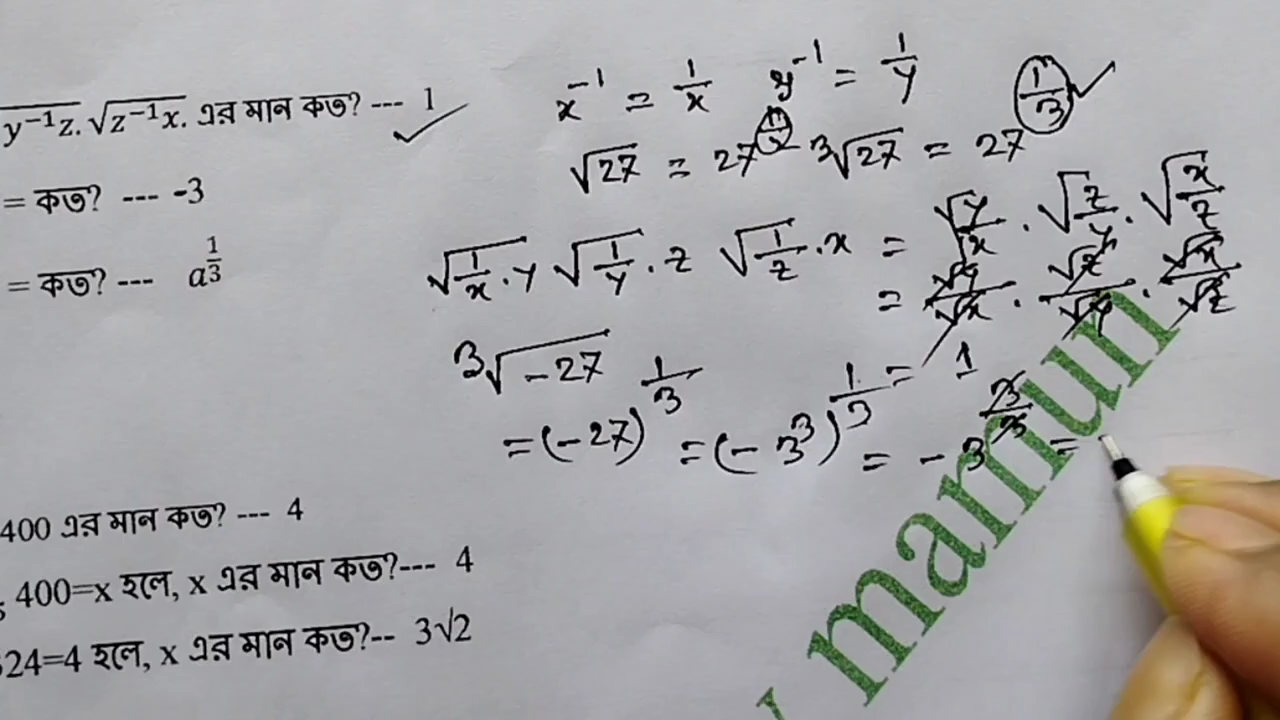 y⁻¹z. √z⁻¹x. এর মান কত? --- 1
= কত? --- -3
= কত? --- a^(1/3)
400 এর মান কত? --- 4
400=x হলে, x এর মান কত?--- 4
24=4 হলে, x এর মান কত?-- 3√2
x⁻¹ = 1/x y⁻¹ = 1/y 1/3 ✓
√27 = 27 ³√27 = 27
√(1/x . y) √(1/y . z) √(1/z . x) = √y/√x . √(z/y) . √(x/z)
= √y/√x . √z/√y . √x/√z
= 1
³√-27 1/3
= (-27) = (-3³)^(1/3) = -3^(3/3) =
mamun